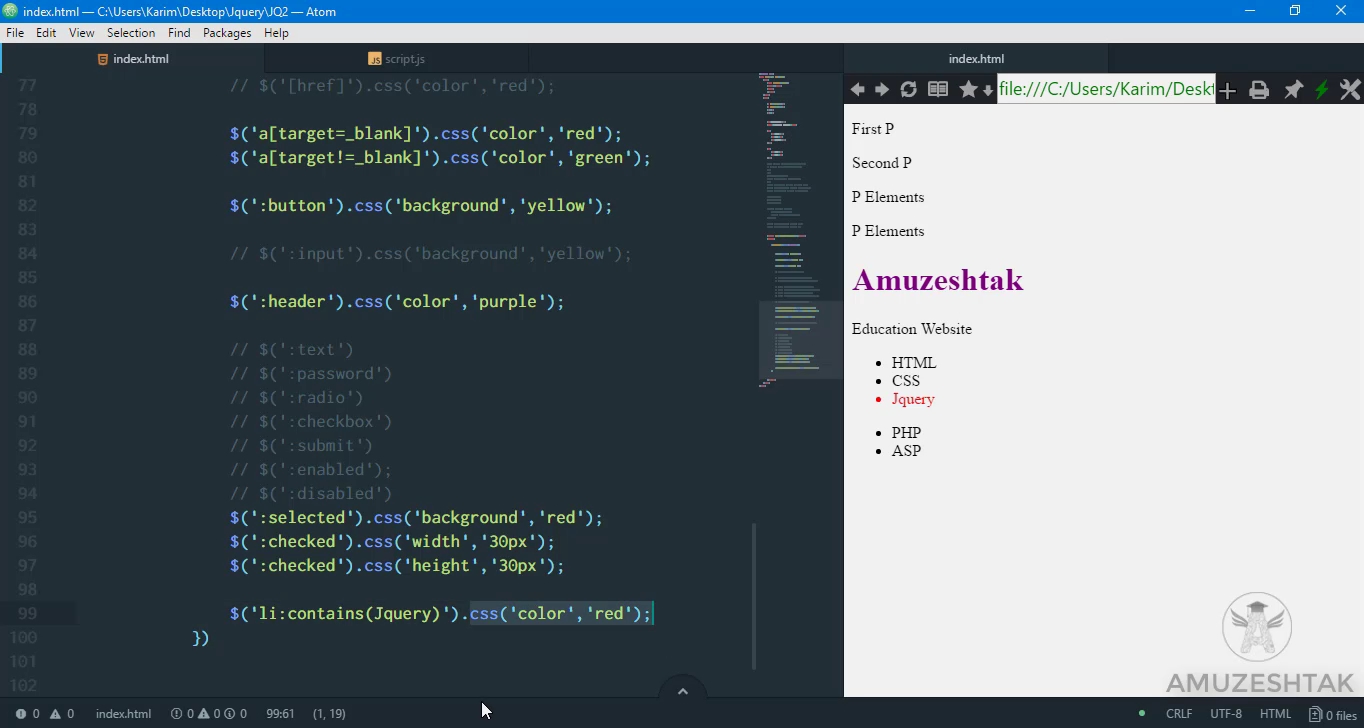 index.html — C:\Users\Karim\Desktop\Jquery\JQ2 — Atom
File Edit View Selection Find Packages Help
index.html
JS script.js
index.html
77 // $('[href]').css('color','red');
78
79 $('a[target=_blank]').css('color','red');
80 $('a[target!=_blank]').css('color','green');
81
82 $(':button').css('background','yellow');
83
84 // $(':input').css('background','yellow');
85
86 $(':header').css('color','purple');
87
88 // $(':text')
89 // $(':password')
90 // $(':radio')
91 // $(':checkbox')
92 // $(':submit')
93 // $(':enabled');
94 // $(':disabled')
95 $(':selected').css('background','red');
96 $(':checked').css('width','30px');
97 $(':checked').css('height','30px');
98
99 $('li:contains(Jquery)').css('color','red');
100 })
101
102
file:///C:/Users/Karim/Deskt
First P
Second P
P Elements
P Elements
Amuzeshtak
Education Website
HTML
CSS
Jquery
PHP
ASP
AMUZESHTAK
0 0 index.html 0 0 0 99:61 (1, 19)
CRLF UTF-8 HTML 0 files